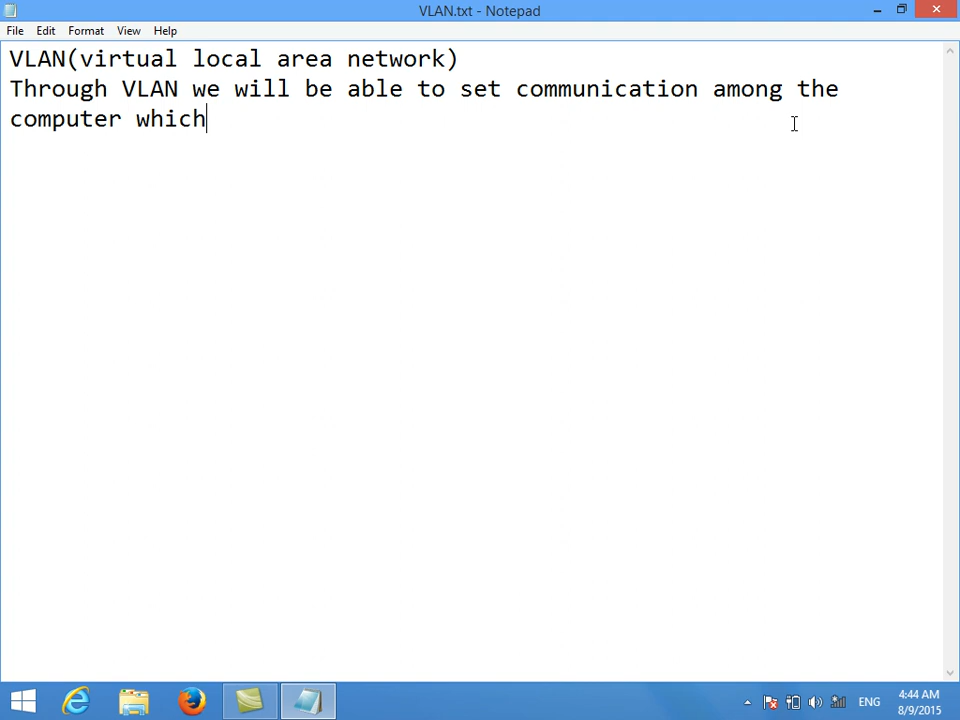 VLAN.txt - Notepad
File Edit Format View Help
VLAN(virtual local area network)
Through VLAN we will be able to set communication among the
computer which
ENG
4:44 AM
8/9/2015